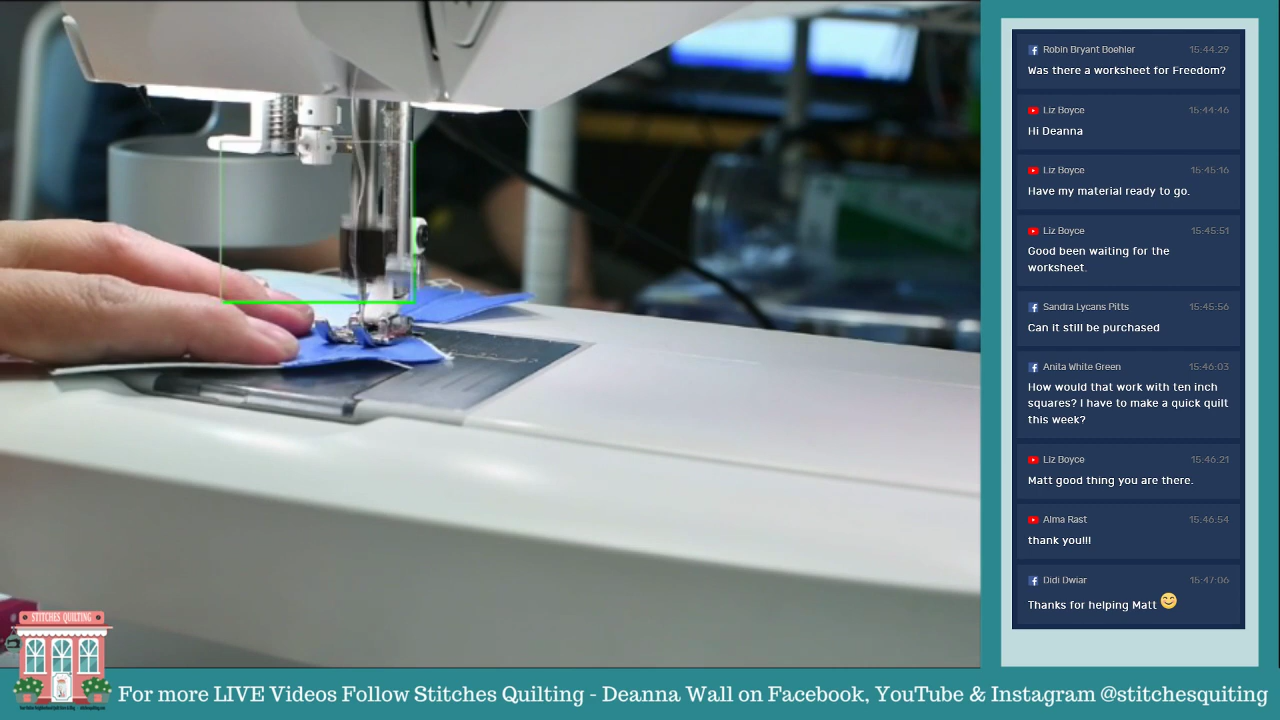 Robin Bryant Boehler 15:44:29
Was there a worksheet for Freedom?
Liz Boyce 15:44:46
Hi Deanna
Liz Boyce 15:45:16
Have my material ready to go.
Liz Boyce 15:45:51
Good been waiting for the
worksheet.
Sandra Lycans Pitts 15:45:56
Can it still be purchased
Anita White Green 15:46:03
How would that work with ten inch
squares? I have to make a quick quilt
this week?
Liz Boyce 15:46:21
Matt good thing you are there.
Alma Rast 15:46:54
thank you!!!
Didi Dwiar 15:47:06
Thanks for helping Matt 😊
STITCHES QUILTING
For more LIVE Videos Follow Stitches Quilting - Deanna Wall on Facebook, YouTube & Instagram @stitchesquiting